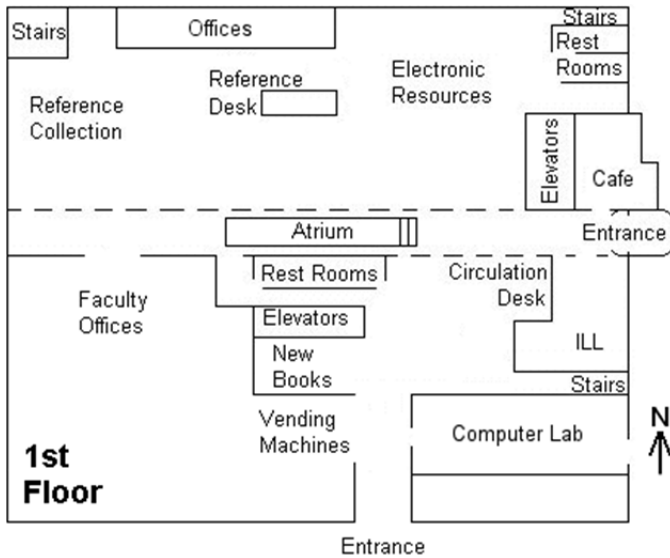 Stairs
Offices
Stairs
Rest
Rooms
Reference
Desk
Electronic
Resources
Reference
Collection
Elevators
Cafe
Atrium
Entrance
Rest Rooms
Circulation
Desk
Faculty
Offices
Elevators
ILL
New
Books
Stairs
Vending
Machines
Computer Lab
N
1st
Floor
Entrance